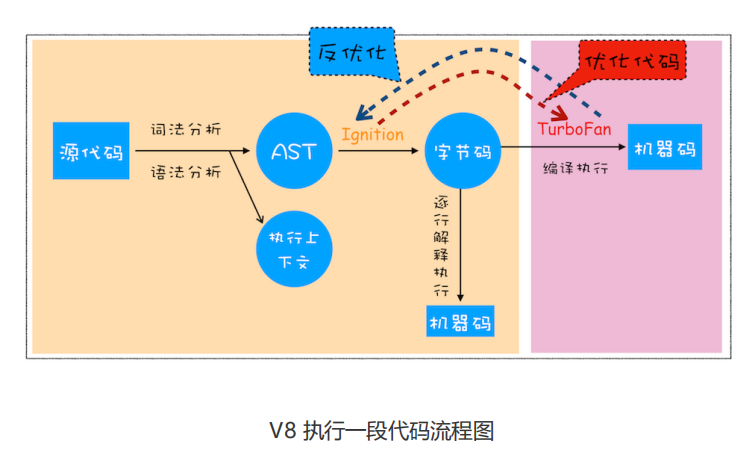 反优化
优化代码
源代码
词法分析
语法分析
AST
Ignition
字节码
TurboFan
编译执行
机器码
执行上
下文
逐行解释执行
机器码
V8 执行一段代码流程图